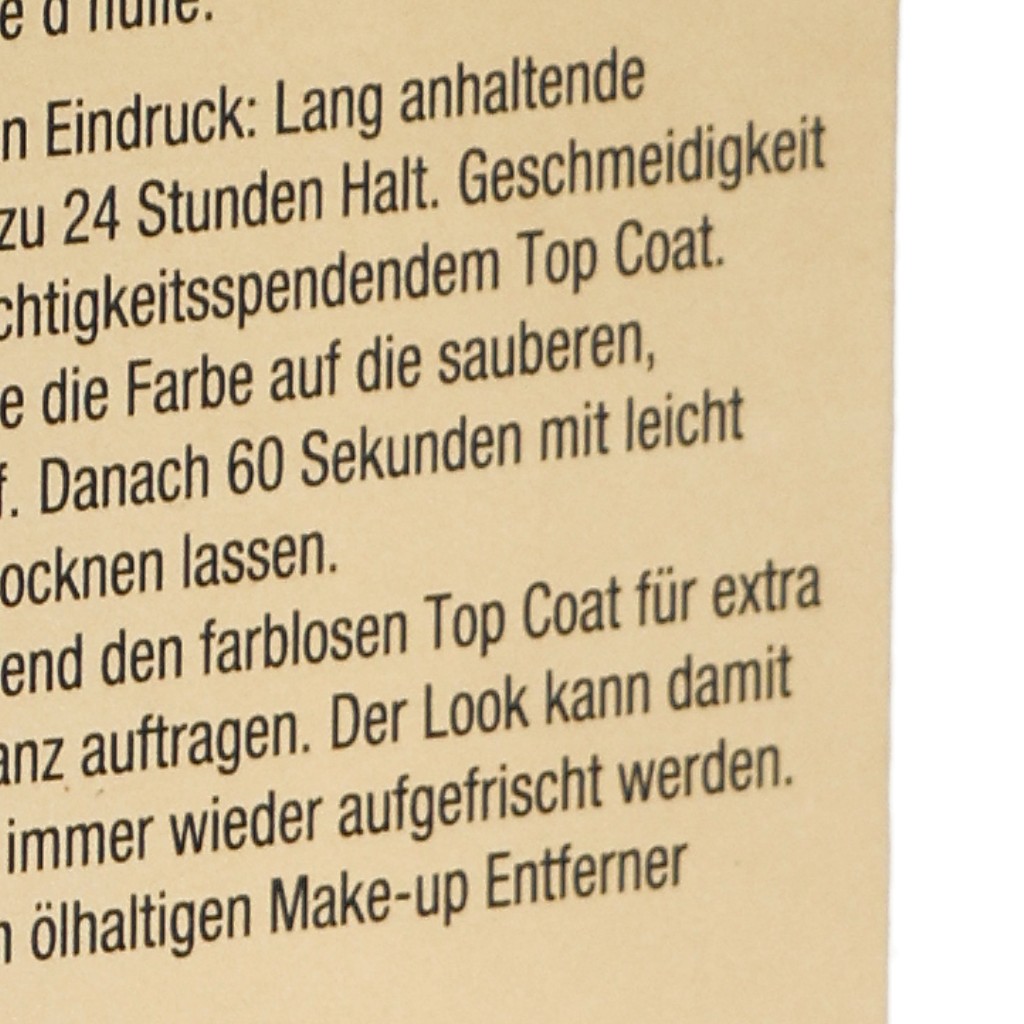 Eindruck: Lang anhaltende
zu 24 Stunden Halt. Geschmeidigkeit
chtigkeitsspendendem Top Coat.
e die Farbe auf die sauberen,
f. Danach 60 Sekunden mit leicht
ocknen lassen.
end den farblosen Top Coat für extra
anz auftragen. Der Look kann damit
immer wieder aufgefrischt werden.
ölhaltigen Make-up Entferner